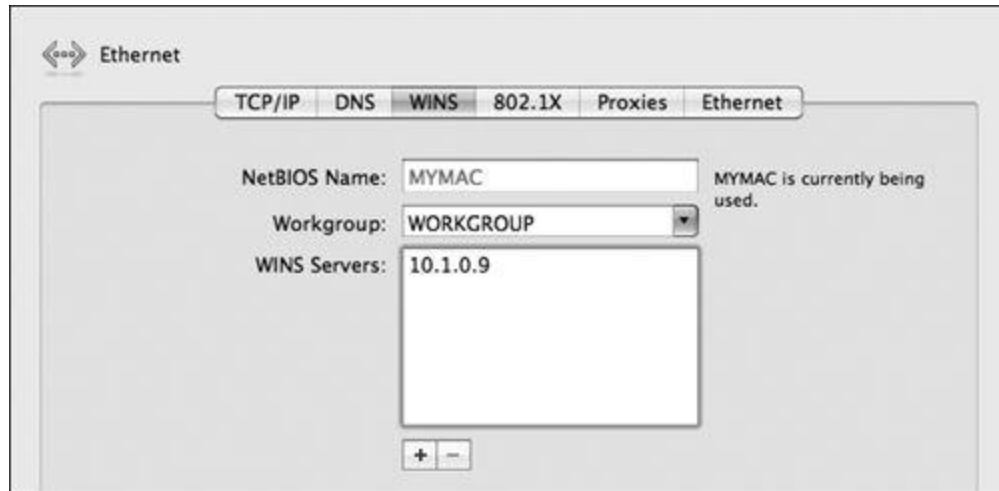 Ethernet
TCP/IP DNS WINS 802.1X Proxies Ethernet
NetBIOS Name: MYMAC
MYMAC is currently being
used.
Workgroup: WORKGROUP
WINS Servers: 10.1.0.9
+ −